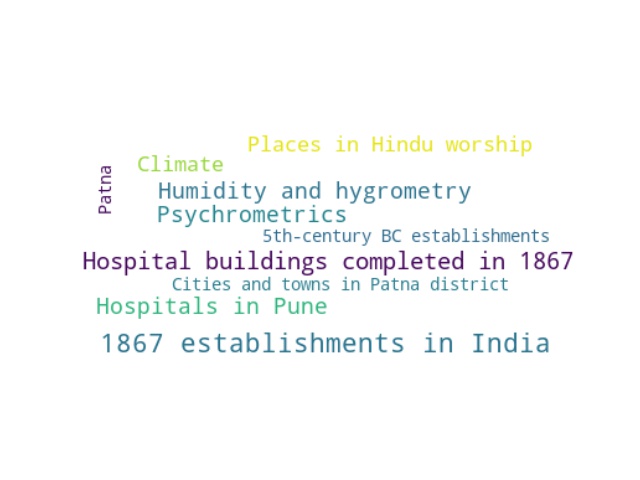 Places in Hindu worship
Climate
Patna
Humidity and hygrometry
Psychrometrics
5th-century BC establishments
Hospital buildings completed in 1867
Cities and towns in Patna district
Hospitals in Pune
1867 establishments in India